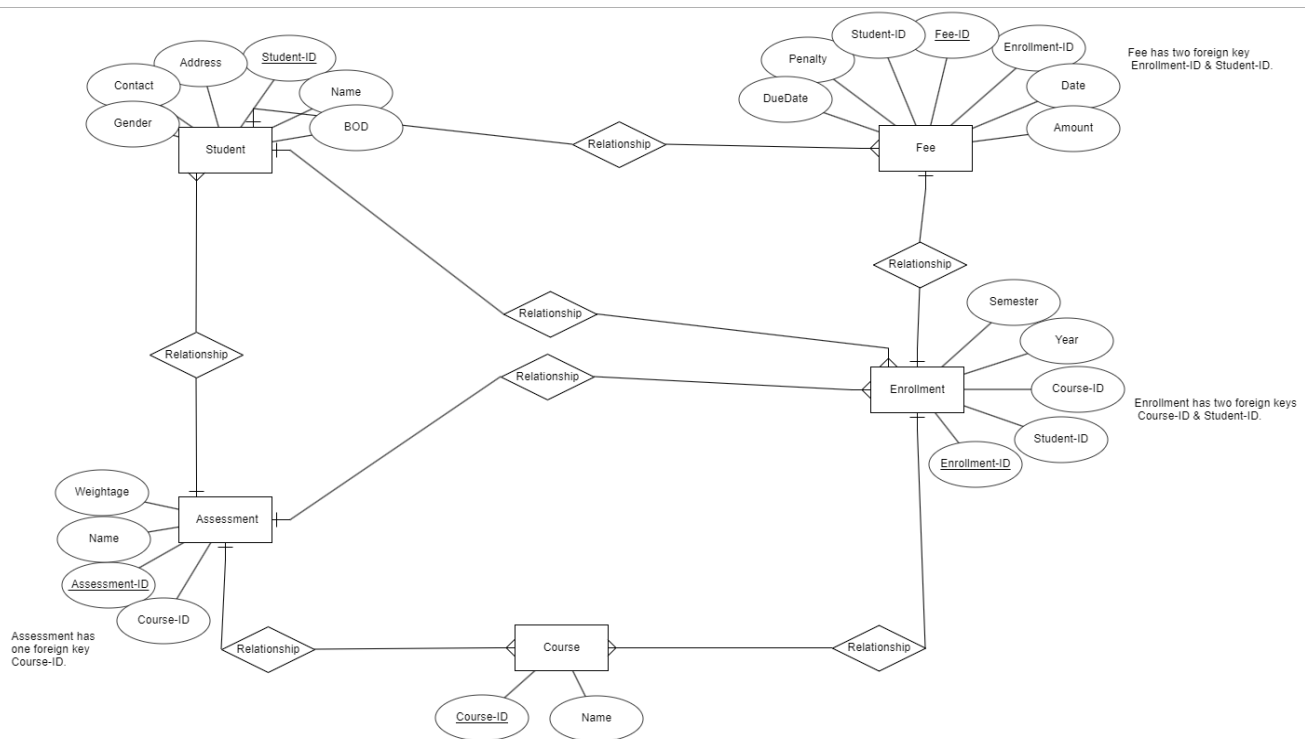 Student-ID
Fee-ID
Student-ID
Enrollment-ID
Fee has two foreign key
Enrollment-ID & Student-ID.
Address
Penalty
Contact
Name
Date
DueDate
Gender
BOD
Amount
Student
Relationship
Fee
Relationship
Semester
Relationship
Year
Relationship
Relationship
Enrollment
Course-ID
Enrollment has two foreign keys
Course-ID & Student-ID.
Student-ID
Enrollment-ID
Weightage
Assessment
Name
Assessment-ID
Course-ID
Assessment has
one foreign key
Course-ID.
Relationship
Course
Relationship
Course-ID
Name